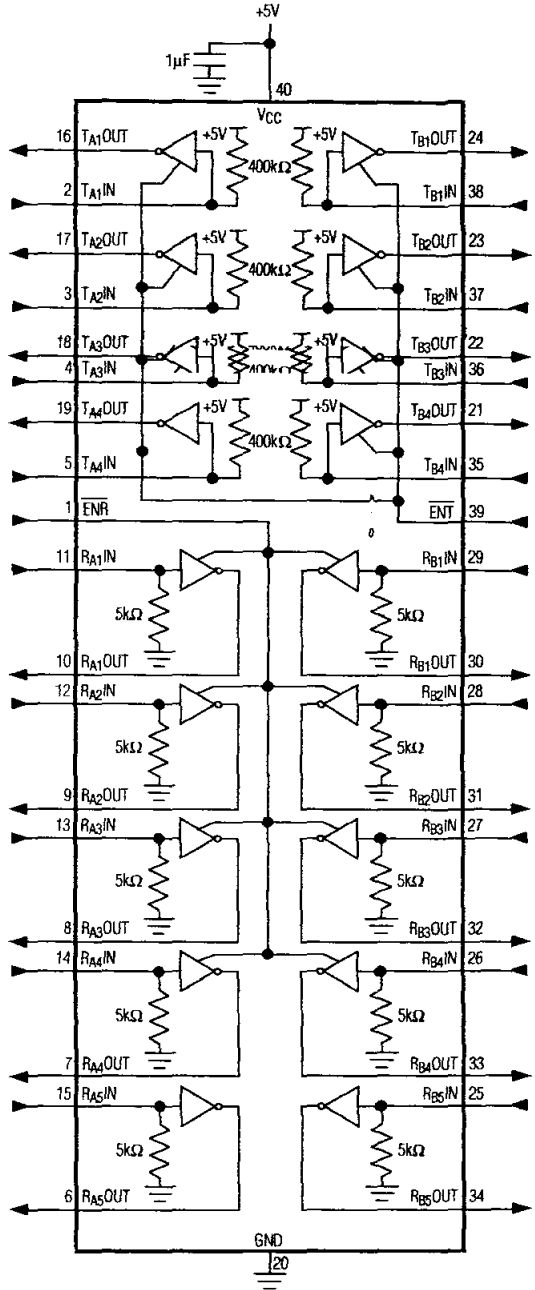 +5V
1µF
40
VCC
16 TA1OUT +5V +5V TB1OUT 24
400kΩ
2 TA1IN TB1IN 38
17 TA2OUT +5V +5V TB2OUT 23
400kΩ
3 TA2IN TB2IN 37
18 TA3OUT +5V +5V TB3OUT 22
400kΩ
4 TA3IN TB3IN 36
19 TA4OUT +5V +5V TB4OUT 21
400kΩ
5 TA4IN TB4IN 35
1 ENR ENT 39
11 RA1IN RB1IN 29
5kΩ 5kΩ
10 RA1OUT RB1OUT 30
12 RA2IN RB2IN 28
5kΩ 5kΩ
9 RA2OUT RB2OUT 31
13 RA3IN RB3IN 27
5kΩ 5kΩ
8 RA3OUT RB3OUT 32
14 RA4IN RB4IN 26
5kΩ 5kΩ
7 RA4OUT RB4OUT 33
15 RA5IN RB5IN 25
5kΩ 5kΩ
6 RA5OUT RB5OUT 34
GND
20